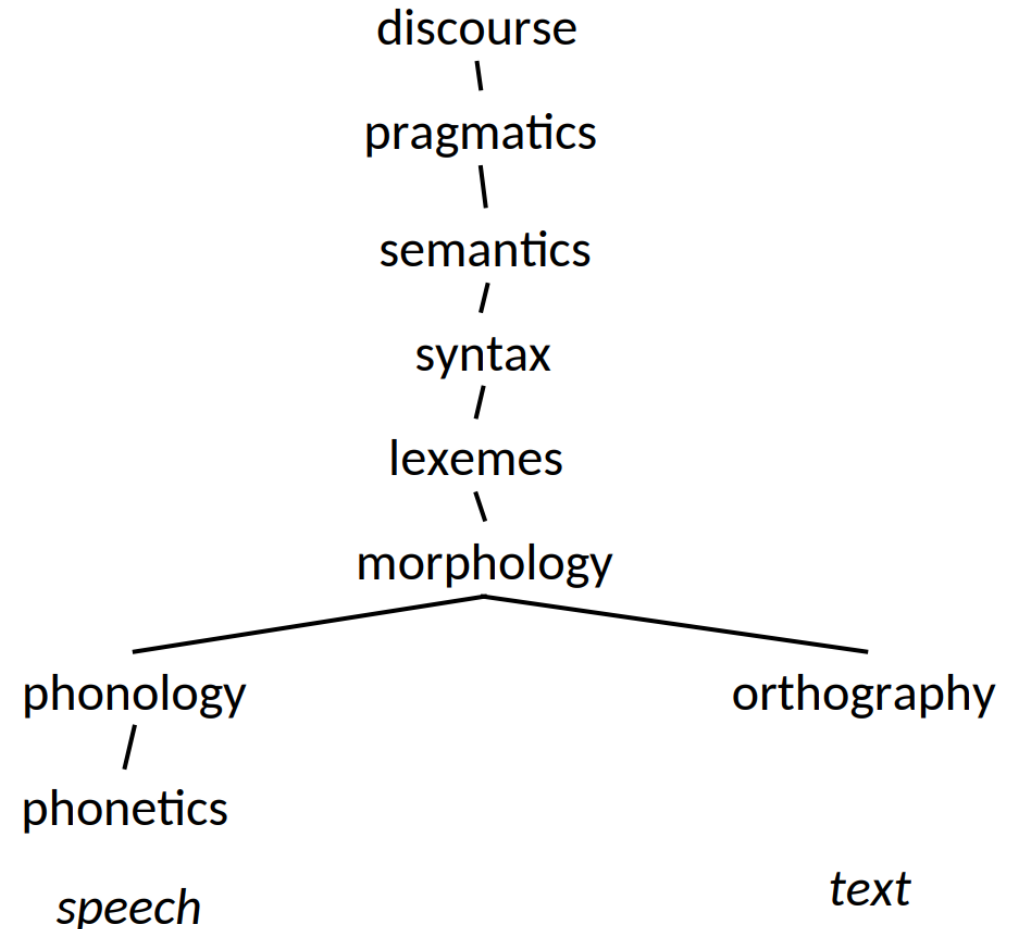 discourse
pragmatics
semantics
syntax
lexemes
morphology
phonology orthography
phonetics
text
speech